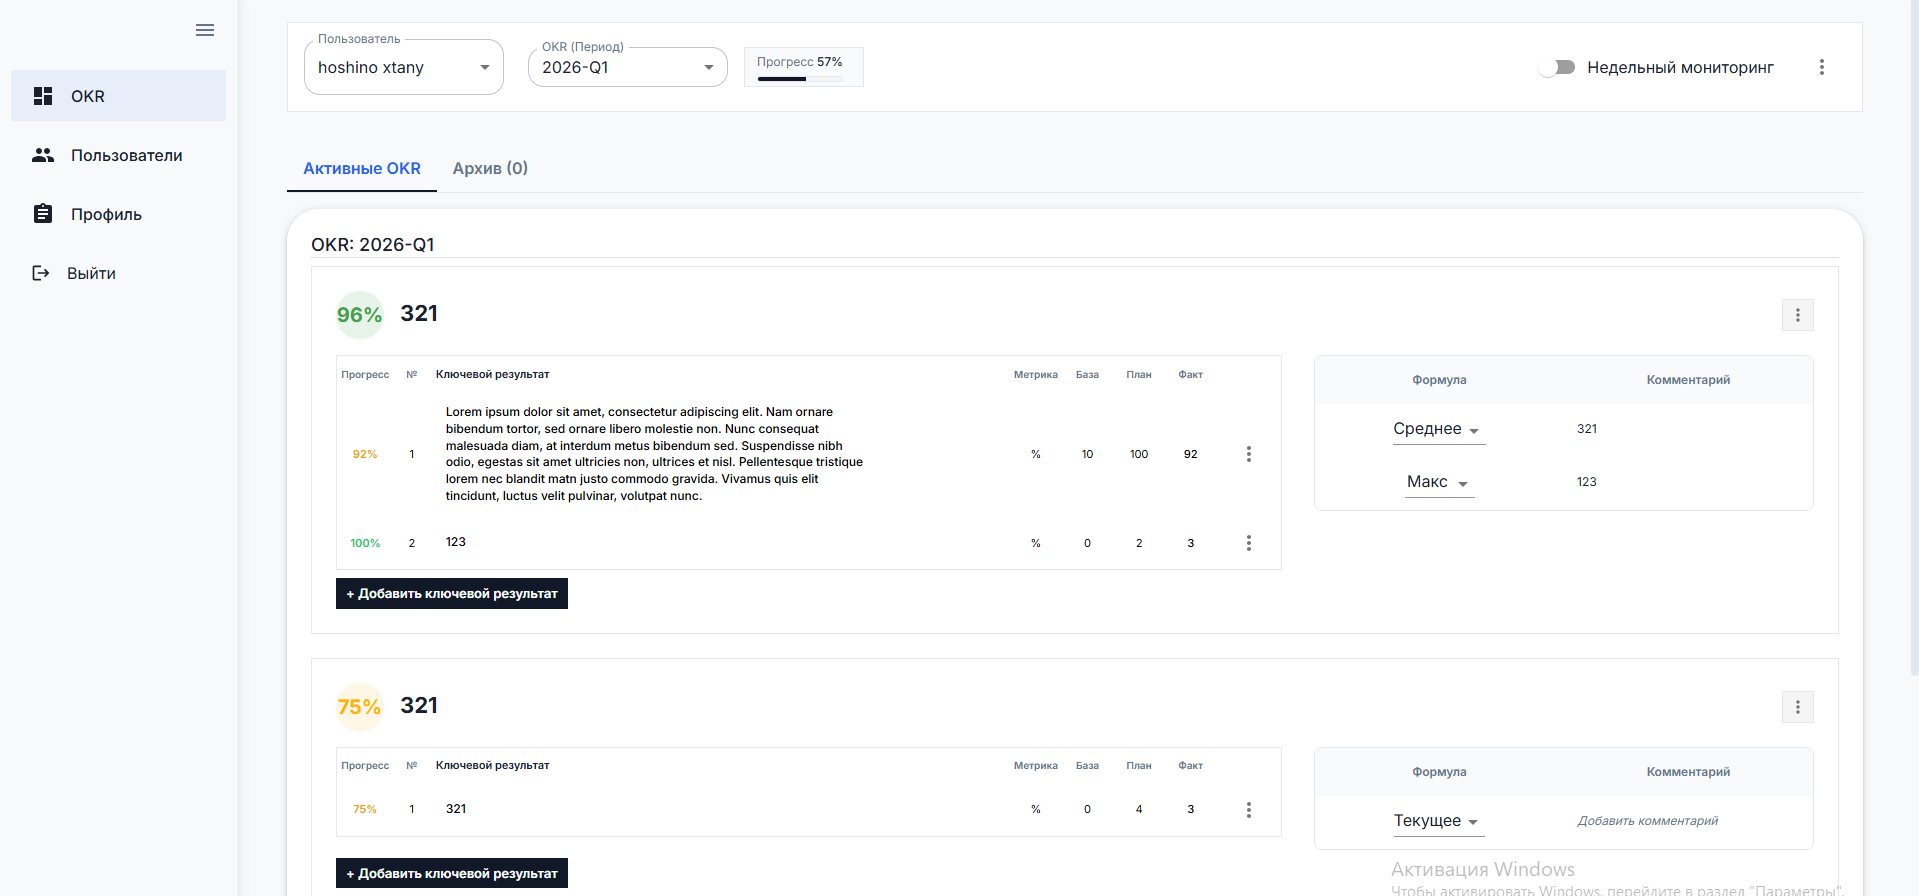 OKR
Пользователи
Профиль
Выйти
Пользователь
hoshino xtany
OKR (Период)
2026-Q1
Прогресс 57%
Недельный мониторинг
Активные OKR
Архив (0)
OKR: 2026-Q1
96%
321
Прогресс № Ключевой результат Метрика База План Факт
92% 1
Lorem ipsum dolor sit amet, consectetur adipiscing elit. Nam ornare
bibendum tortor, sed ornare libero molestie non. Nunc consequat
malesuada diam, at interdum metus bibendum sed. Suspendisse nibh
odio, egestas sit amet ultricies non, ultrices et nisl. Pellentesque tristique
lorem nec blandit matn justo commodo gravida. Vivamus quis elit
tincidunt, luctus velit pulvinar, volutpat nunc.
% 10 100 92
100% 2 123 % 0 2 3
+ Добавить ключевой результат
Формула Комментарий
Среднее 321
Макс 123
75%
321
Прогресс № Ключевой результат Метрика База План Факт
75% 1 321 % 0 4 3
+ Добавить ключевой результат
Формула Комментарий
Текущее Добавить комментарий
Активация Windows
Чтобы активировать Windows, перейдите в раздел "Параметры".